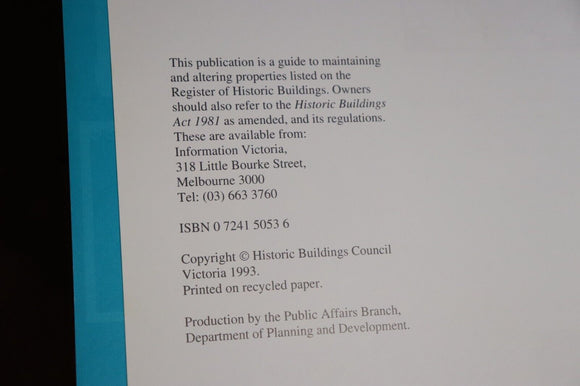 This publication is a guide to maintaining
and altering properties listed on the
Register of Historic Buildings. Owners
should also refer to the Historic Buildings
Act 1981 as amended, and its regulations.
These are available from:
Information Victoria,
318 Little Bourke Street,
Melbourne 3000
Tel: (03) 663 3760
ISBN 0 7241 5053 6
Copyright © Historic Buildings Council
Victoria 1993.
Printed on recycled paper.
Production by the Public Affairs Branch,
Department of Planning and Development.